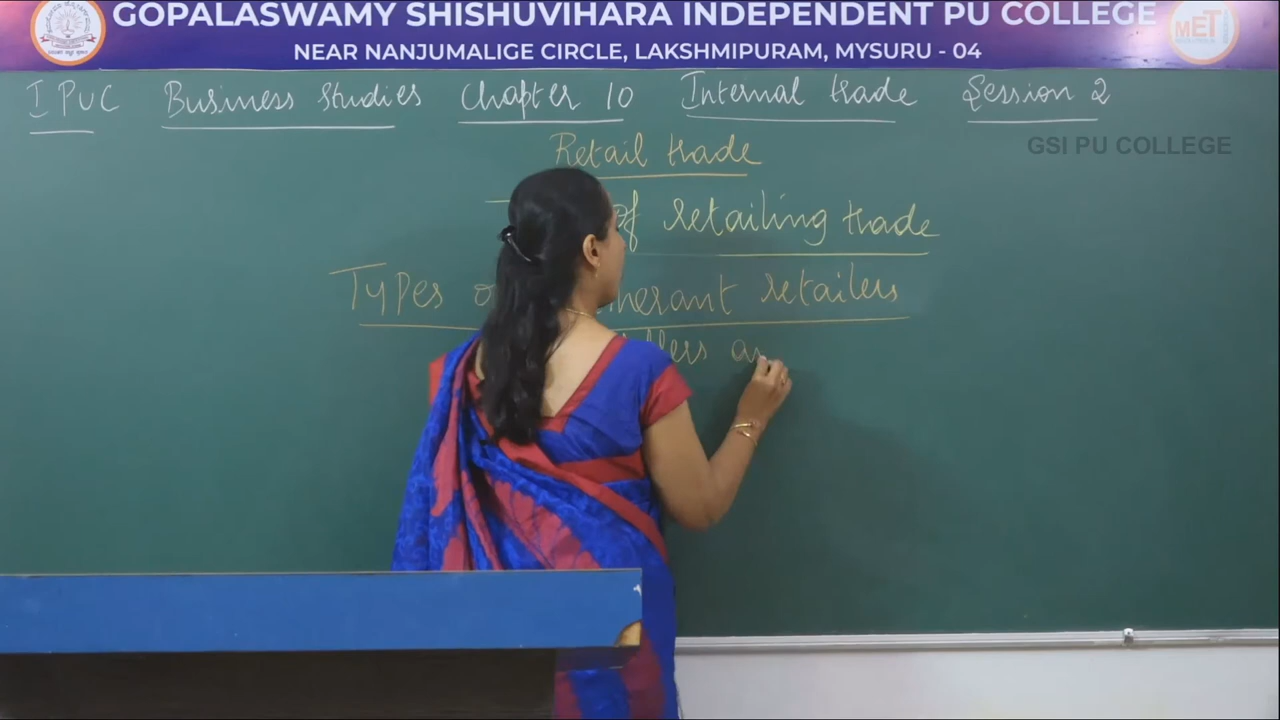 GOPALASWAMY SHISHUVIHARA INDEPENDENT PU COLLEGE
NEAR NANJUMALIGE CIRCLE, LAKSHMIPURAM, MYSURU - 04
MET
I PUC Business Studies Chapter 10 Internal trade Session 2
GSI PU COLLEGE
Retail trade
of retailing trade
Types retailers